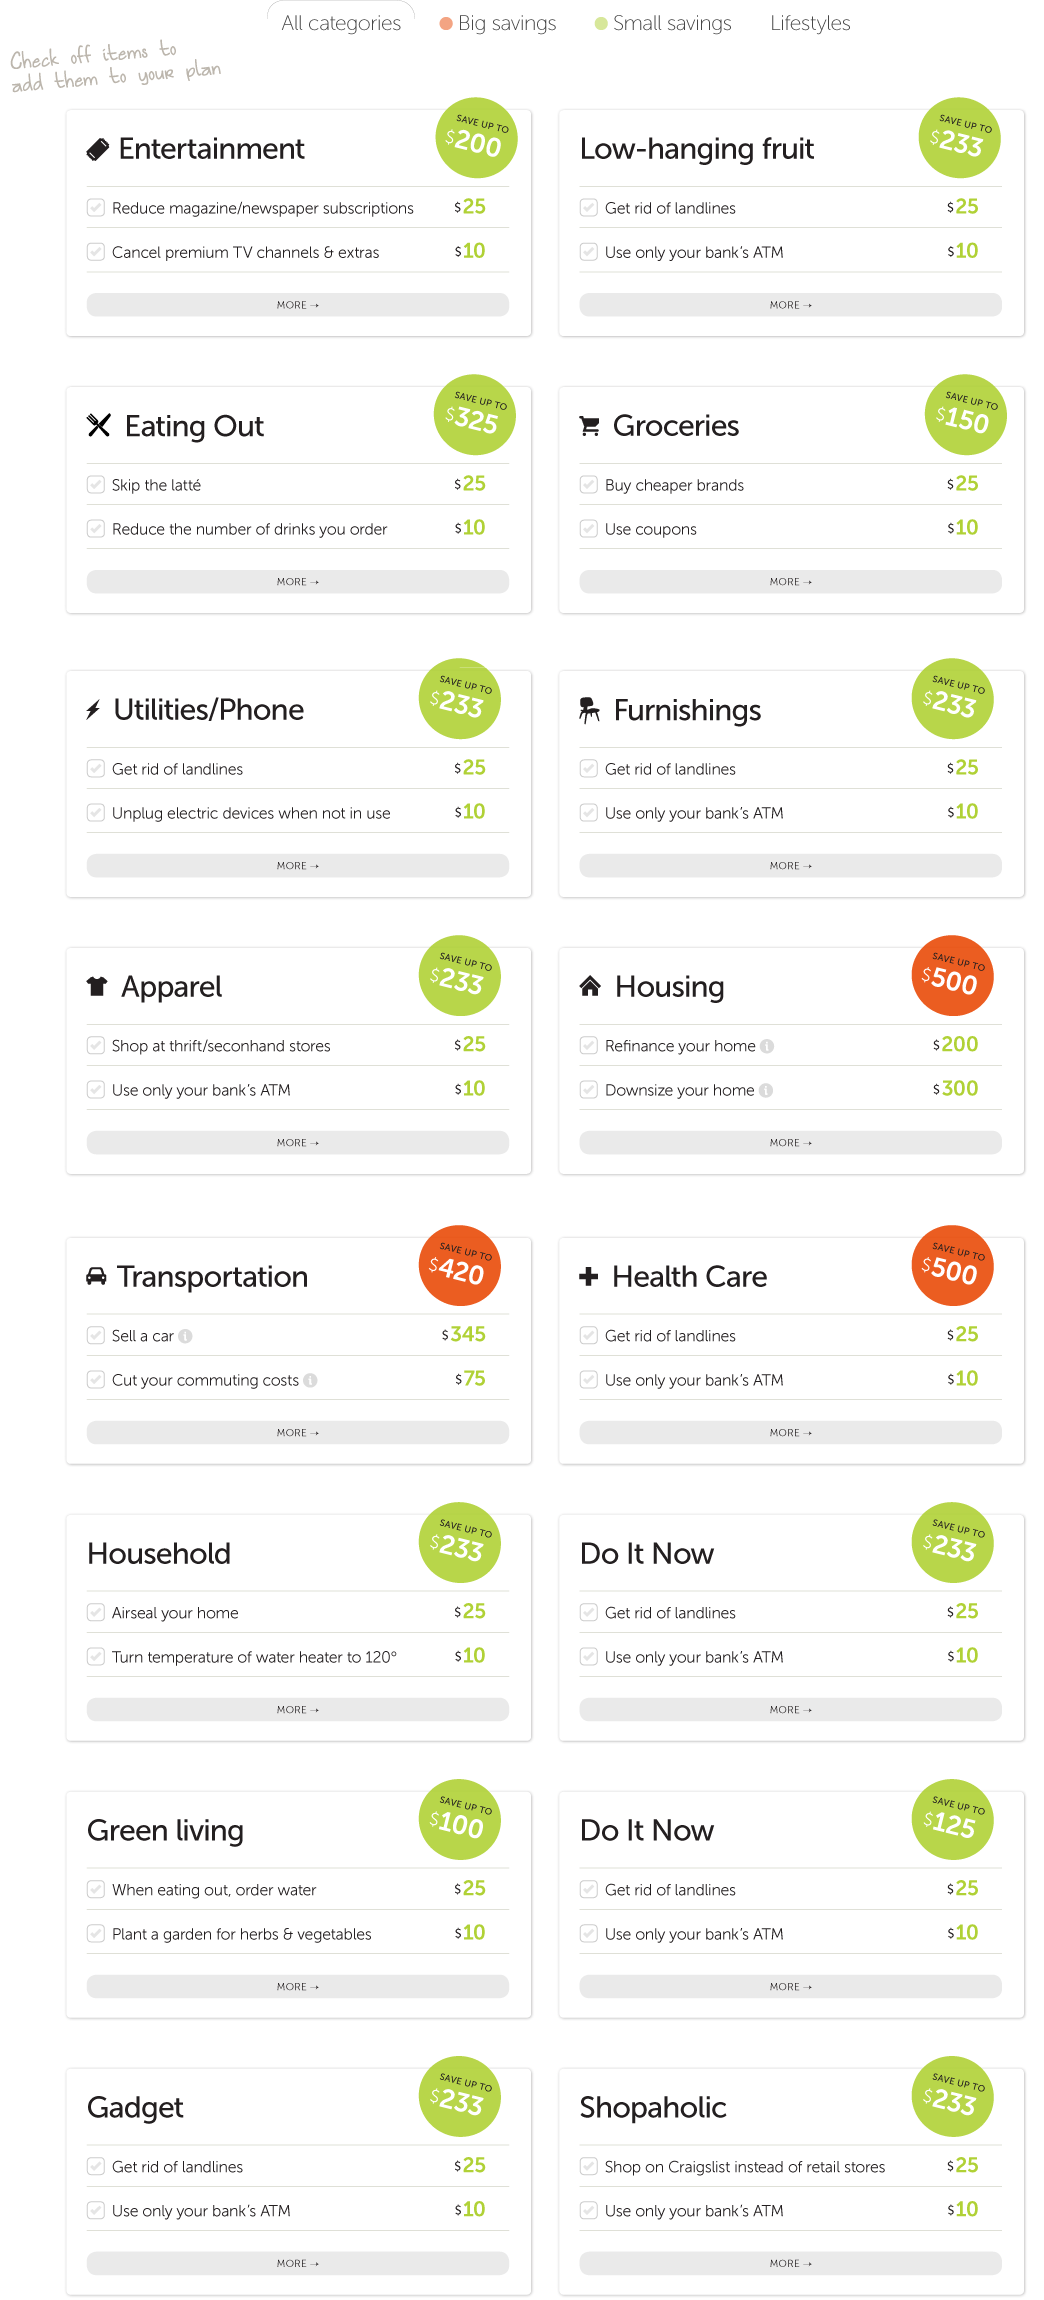 All categories
Big savings
Small savings
Lifestyles
Check off items to
add them to your plan
Entertainment
SAVE UP TO
$200
Reduce magazine/newspaper subscriptions $25
Cancel premium TV channels & extras $10
MORE →
Low-hanging fruit
SAVE UP TO
$233
Get rid of landlines $25
Use only your bank's ATM $10
MORE →
Eating Out
SAVE UP TO
$325
Skip the latté $25
Reduce the number of drinks you order $10
MORE →
Groceries
SAVE UP TO
$150
Buy cheaper brands $25
Use coupons $10
MORE →
Utilities/Phone
SAVE UP TO
$233
Get rid of landlines $25
Unplug electric devices when not in use $10
MORE →
Furnishings
SAVE UP TO
$233
Get rid of landlines $25
Use only your bank's ATM $10
MORE →
Apparel
SAVE UP TO
$233
Shop at thrift/seconhand stores $25
Use only your bank's ATM $10
MORE →
Housing
SAVE UP TO
$500
Refinance your home i $200
Downsize your home i $300
MORE →
Transportation
SAVE UP TO
$420
Sell a car i $345
Cut your commuting costs i $75
MORE →
Health Care
SAVE UP TO
$500
Get rid of landlines $25
Use only your bank's ATM $10
MORE →
Household
SAVE UP TO
$233
Airseal your home $25
Turn temperature of water heater to 120° $10
MORE →
Do It Now
SAVE UP TO
$233
Get rid of landlines $25
Use only your bank's ATM $10
MORE →
Green living
SAVE UP TO
$100
When eating out, order water $25
Plant a garden for herbs & vegetables $10
MORE →
Do It Now
SAVE UP TO
$125
Get rid of landlines $25
Use only your bank's ATM $10
MORE →
Gadget
SAVE UP TO
$233
Get rid of landlines $25
Use only your bank's ATM $10
MORE →
Shopaholic
SAVE UP TO
$233
Shop on Craigslist instead of retail stores $25
Use only your bank's ATM $10
MORE →